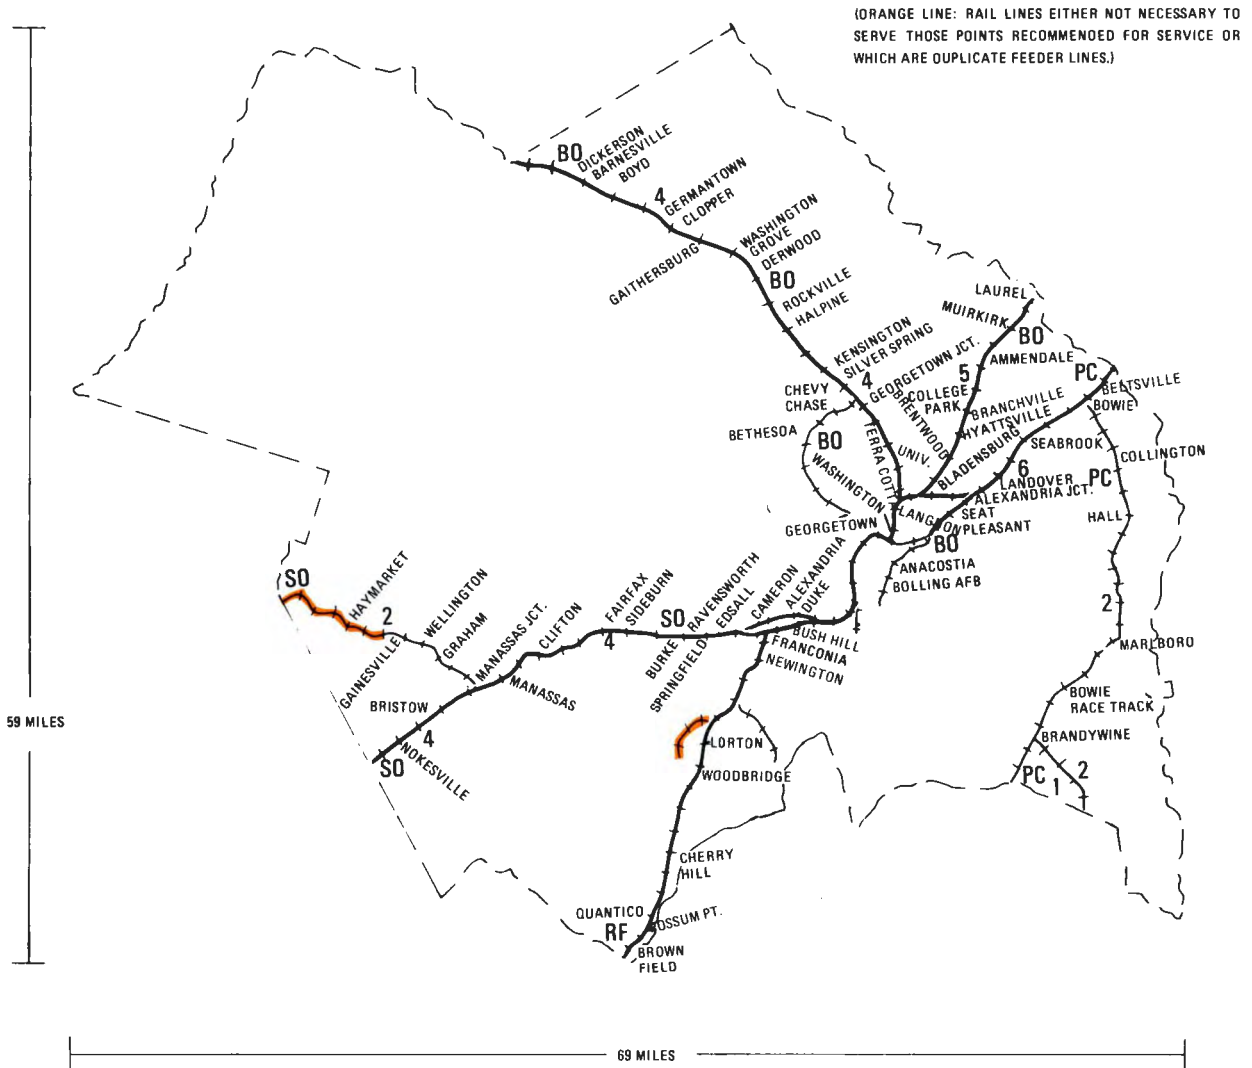 (ORANGE LINE: RAIL LINES EITHER NOT NECESSARY TO
SERVE THOSE POINTS RECOMMENDED FOR SERVICE OR
WHICH ARE OUPLICATE FEEDER LINES.)
BO
DICKERSON
BARNESVILLE
BOYD
4
GERMANTOWN
CLOPPER
GAITHERSBURG
WASHINGTON
GROVE
DERWOOD
BO
ROCKVILLE
HALPINE
KENSINGTON
SILVER SPRING
4
GEORGETOWN JCT.
CHEVY
CHASE
BETHESDA
BO
WASHINGTON
GEORGETOWN
TERRA COTT
UNIV.
BRENTWOOD
LAUREL
MUIRKIRK
BO
AMMENDALE
5
COLLEGE
PARK
BRANCHVILLE
HYATTSVILLE
BLADENSBURG
PC
BELTSVILLE
BOWIE
SEABROOK
6
LANDOVER
ALEXANDRIA JCT.
LANGDON
SEAT
PLEASANT
BO
ANACOSTIA
BOLLING AFB
COLLINGTON
PC
HALL
2
MARLBORO
BOWIE
RACE TRACK
BRANDYWINE
PC
1
2
SO
HAYMARKET
2
GAINESVILLE
WELLINGTON
GRAHAM
MANASSAS JCT.
CLIFTON
MANASSAS
BRISTOW
4
NOKESVILLE
SO
FAIRFAX
SIDEBURN
4
SO
BURKE
RAVENSWORTH
SPRINGFIELD
EDSALL
CAMERON
ALEXANDRIA
DUKE
BUSH HILL
FRANCONIA
NEWINGTON
LORTON
WOODBRIDGE
CHERRY
HILL
QUANTICO
POSSUM PT.
RF
BROWN
FIELD
59 MILES
69 MILES